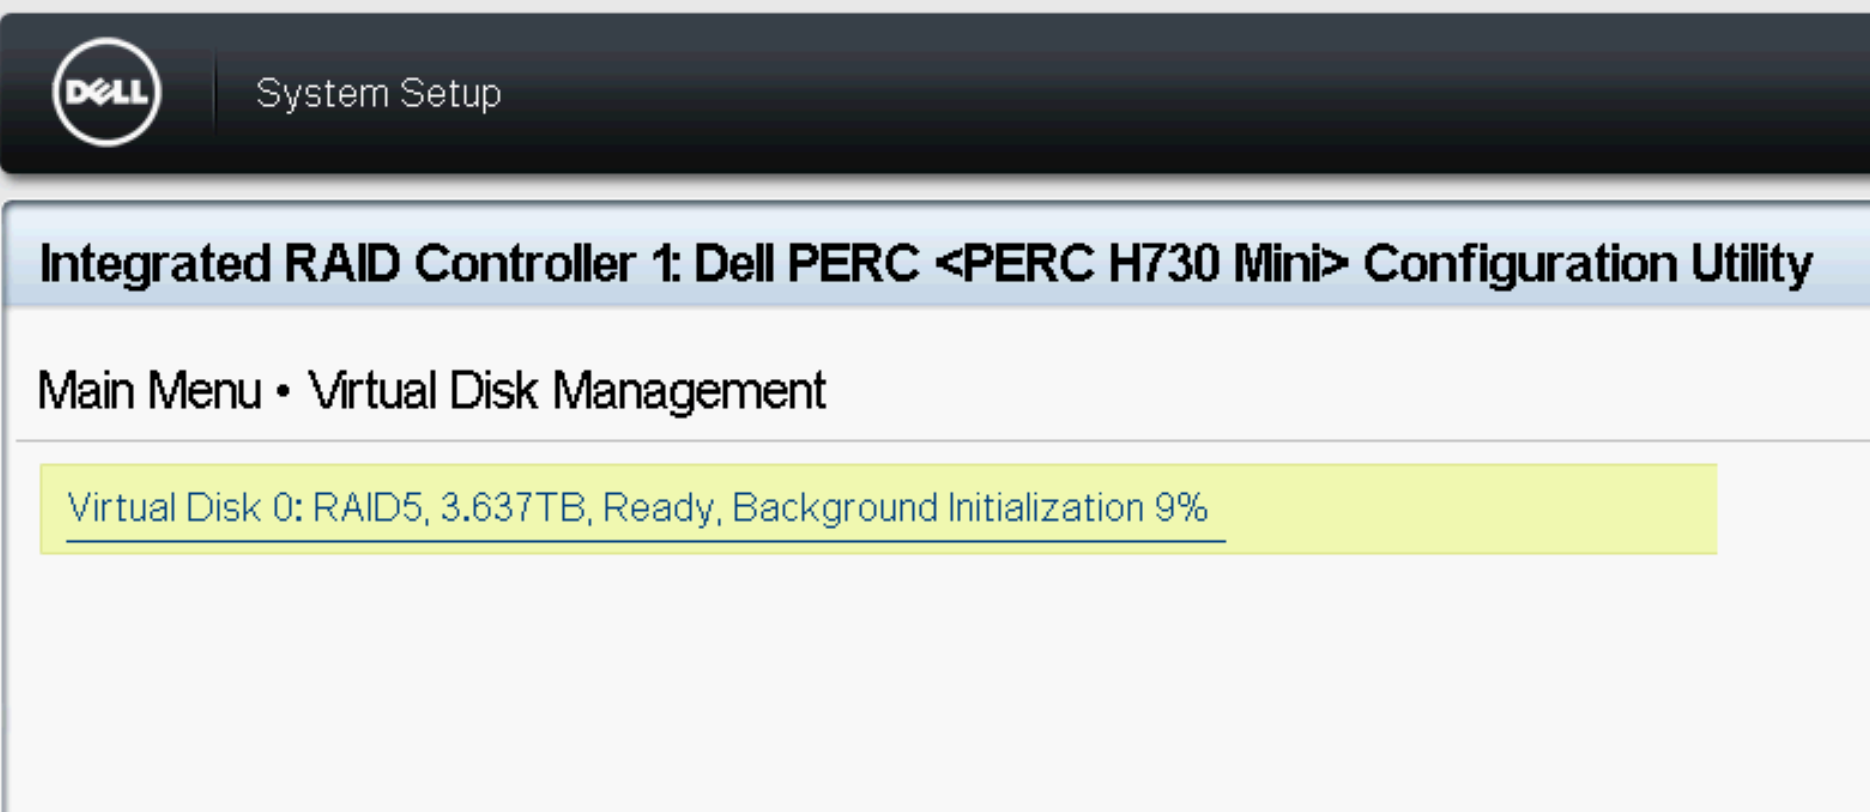 DELL
System Setup
Integrated RAID Controller 1: Dell PERC <PERC H730 Mini> Configuration Utility
Main Menu • Virtual Disk Management
Virtual Disk 0: RAID5, 3.637TB, Ready, Background Initialization 9%